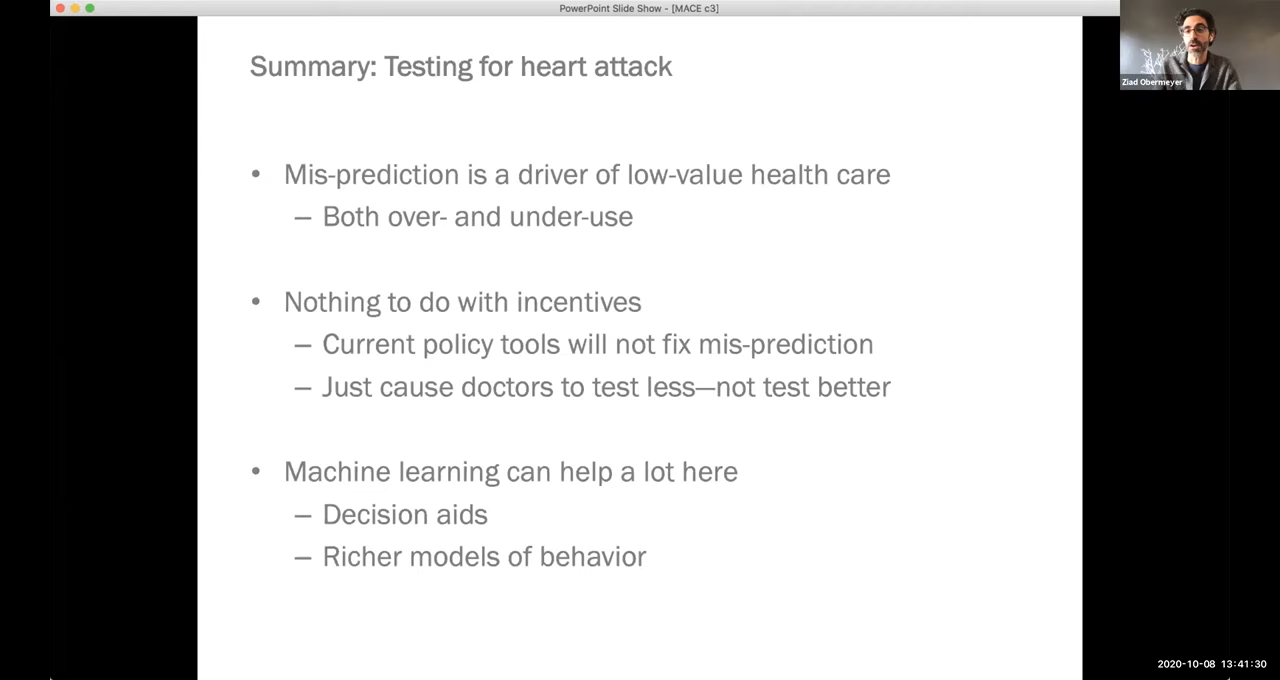 PowerPoint Slide Show - [MACE c3]
Ziad Obermeyer
Summary: Testing for heart attack
• Mis-prediction is a driver of low-value health care
– Both over- and under-use
• Nothing to do with incentives
– Current policy tools will not fix mis-prediction
– Just cause doctors to test less—not test better
• Machine learning can help a lot here
– Decision aids
– Richer models of behavior
2020-10-08 13:41:30